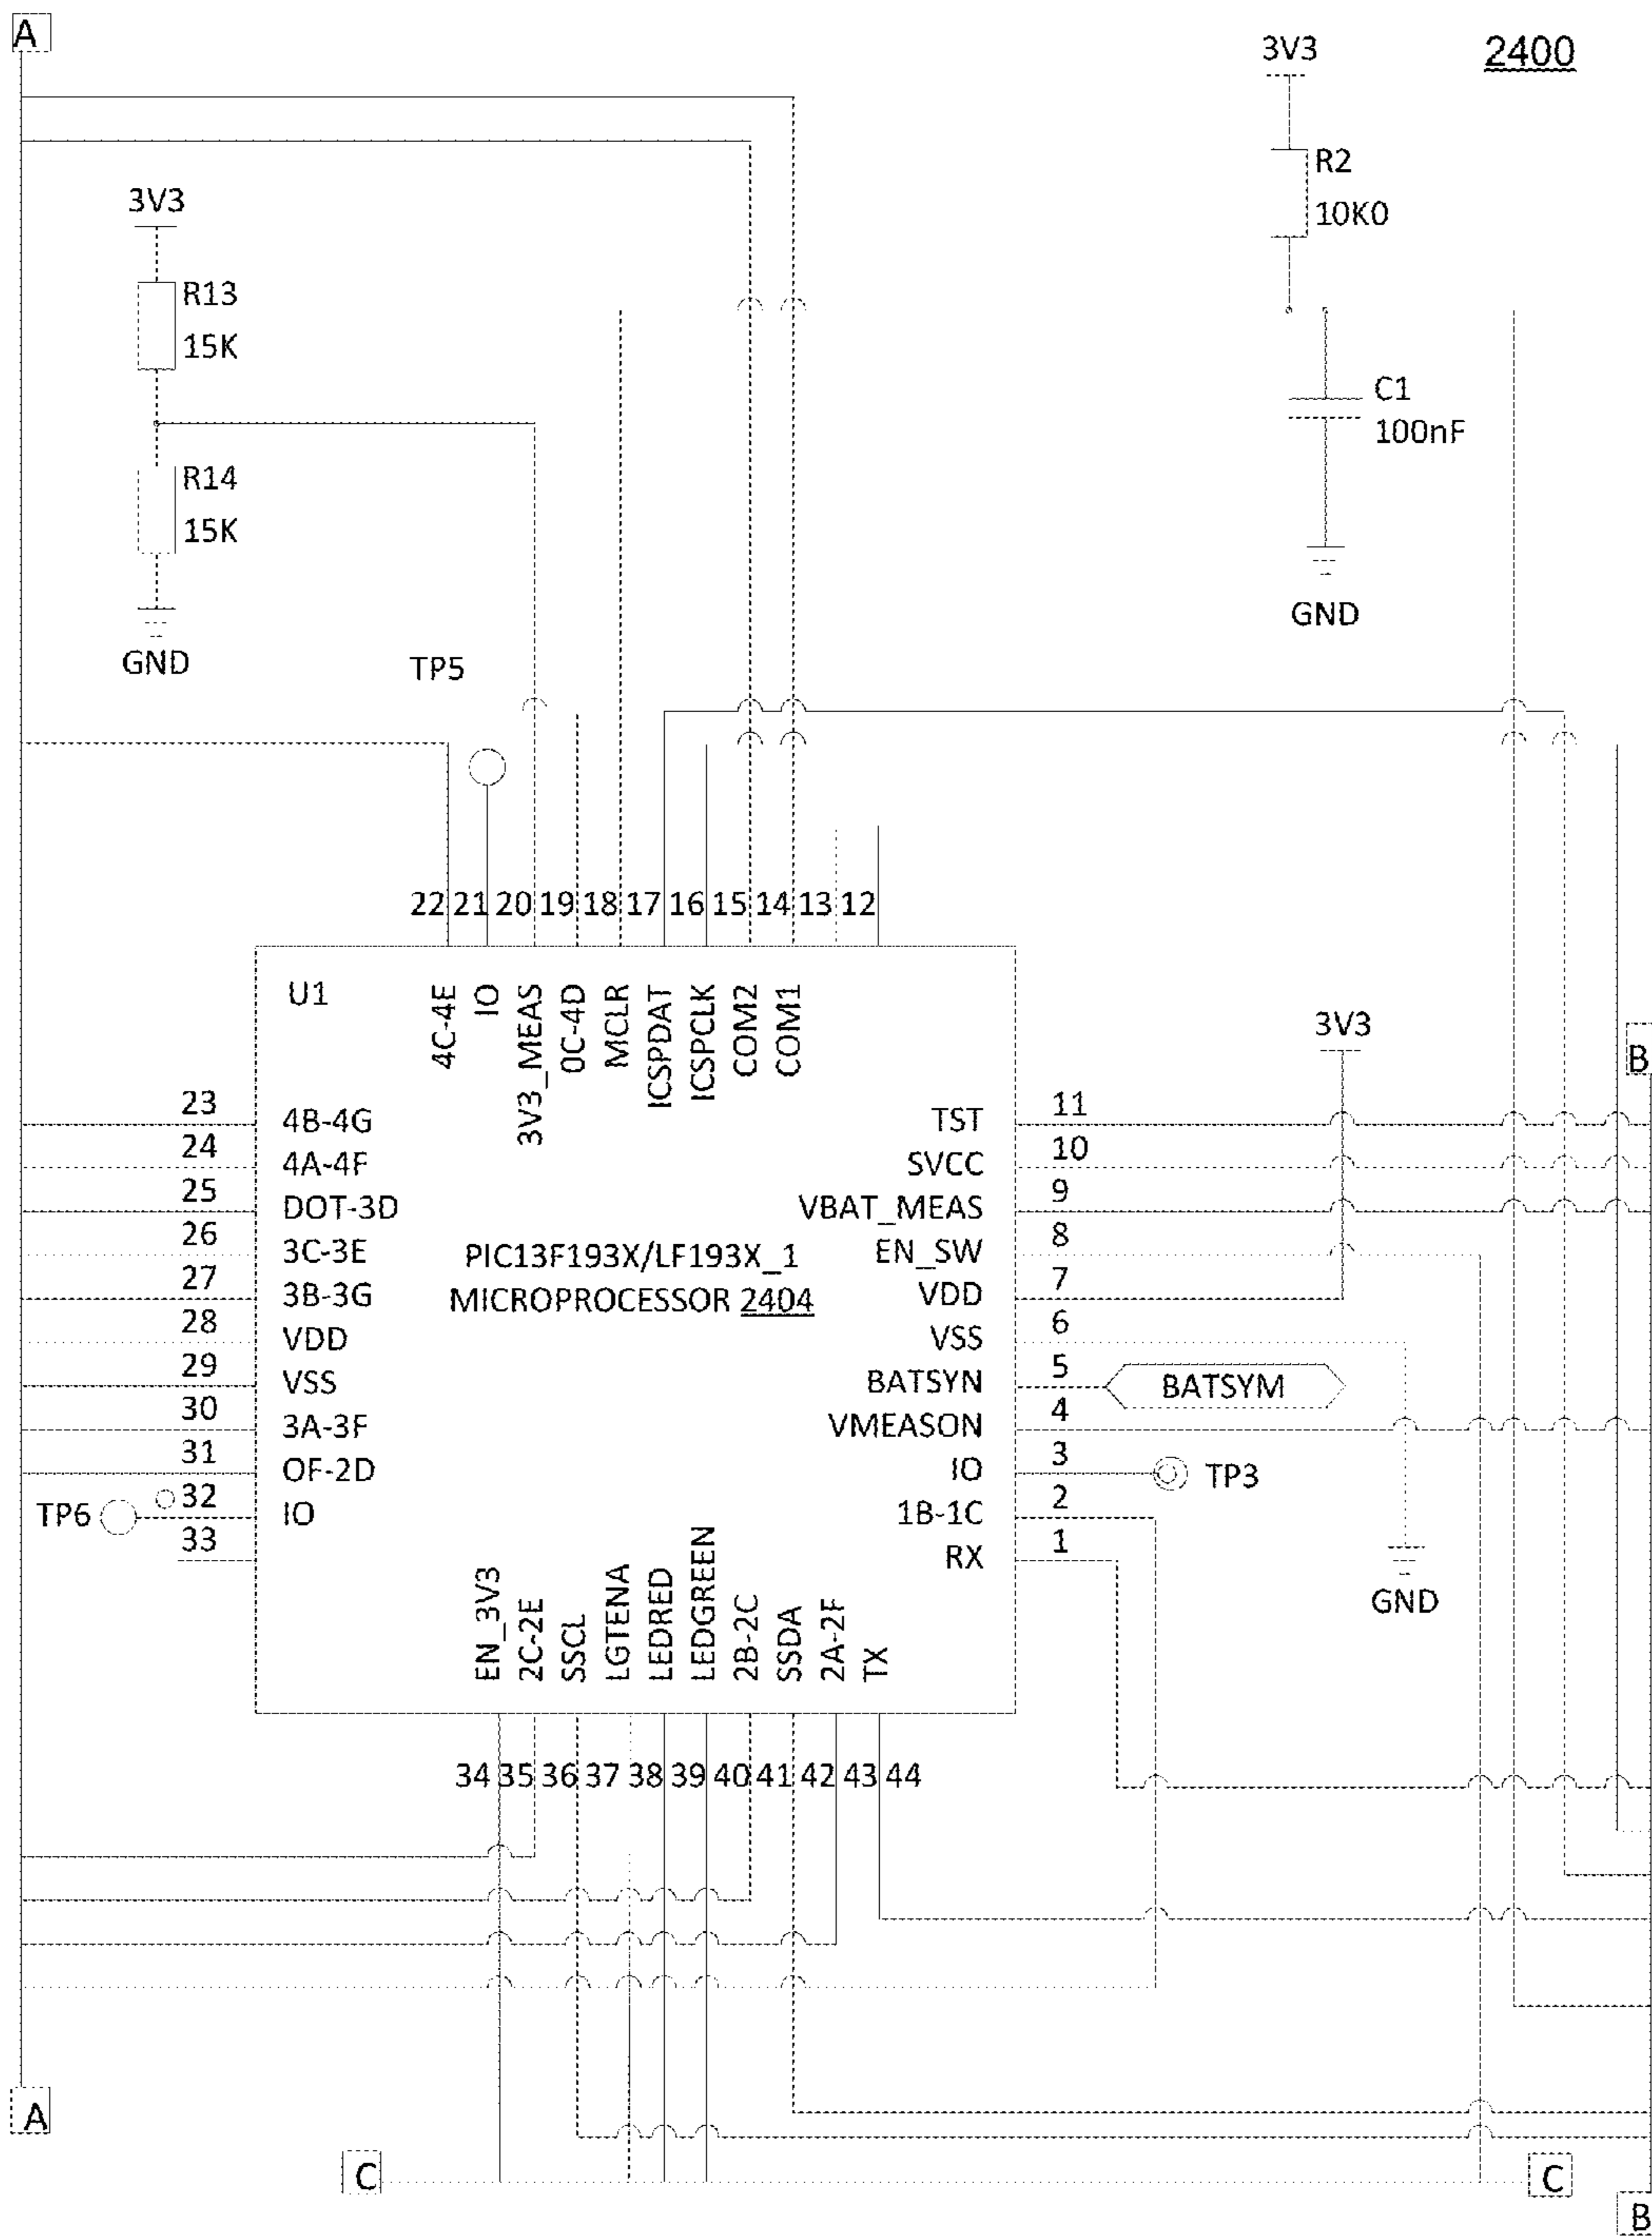 A
2400
3V3
R2
10K0
3V3
R13
15K
C1
100nF
R14
15K
GND
GND
TP5
22 21 20 19 18 17 16 15 14 13 12
U1
4C-4E
IO
3V3_MEAS
0C-4D
MCLR
ICSPDAT
ICSPCLK
COM2
COM1
3V3
B
23 4B-4G
24 4A-4F
25 DOT-3D
26 3C-3E
27 3B-3G
28 VDD
29 VSS
30 3A-3F
31 OF-2D
TP6 32 IO
33
PIC13F193X/LF193X_1
MICROPROCESSOR 2404
TST 11
SVCC 10
VBAT_MEAS 9
EN_SW 8
VDD 7
VSS 6
BATSYN 5 BATSYM
VMEASON 4
IO 3 TP3
1B-1C 2
RX 1
GND
EN_3V3
2C-2E
SSCL
LGTENA
LEDRED
LEDGREEN
2B-2C
SSDA
2A-2F
TX
34 35 36 37 38 39 40 41 42 43 44
A
C
C
B